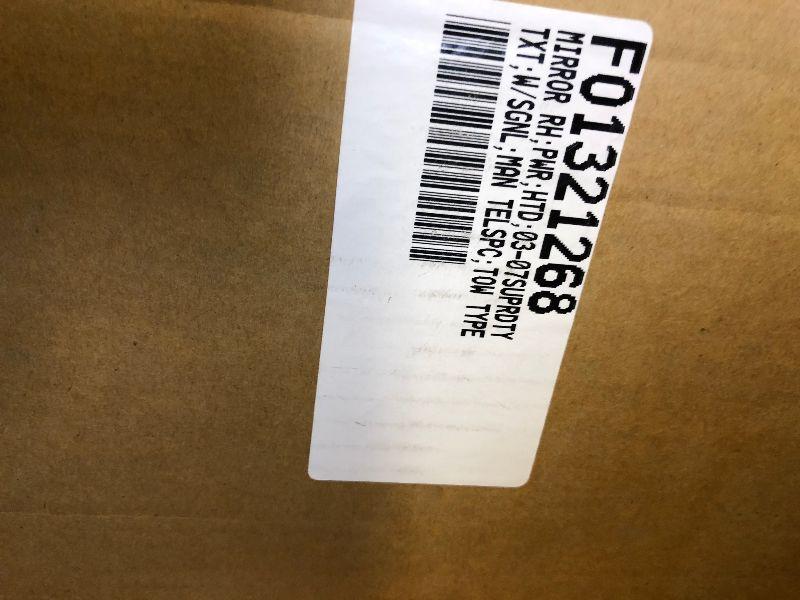 F01321268
MIRROR RH;PWR;HTD;03-07SUPRDTY
TXT;W/SGNL;MAN TELSPC;TOW TYPE